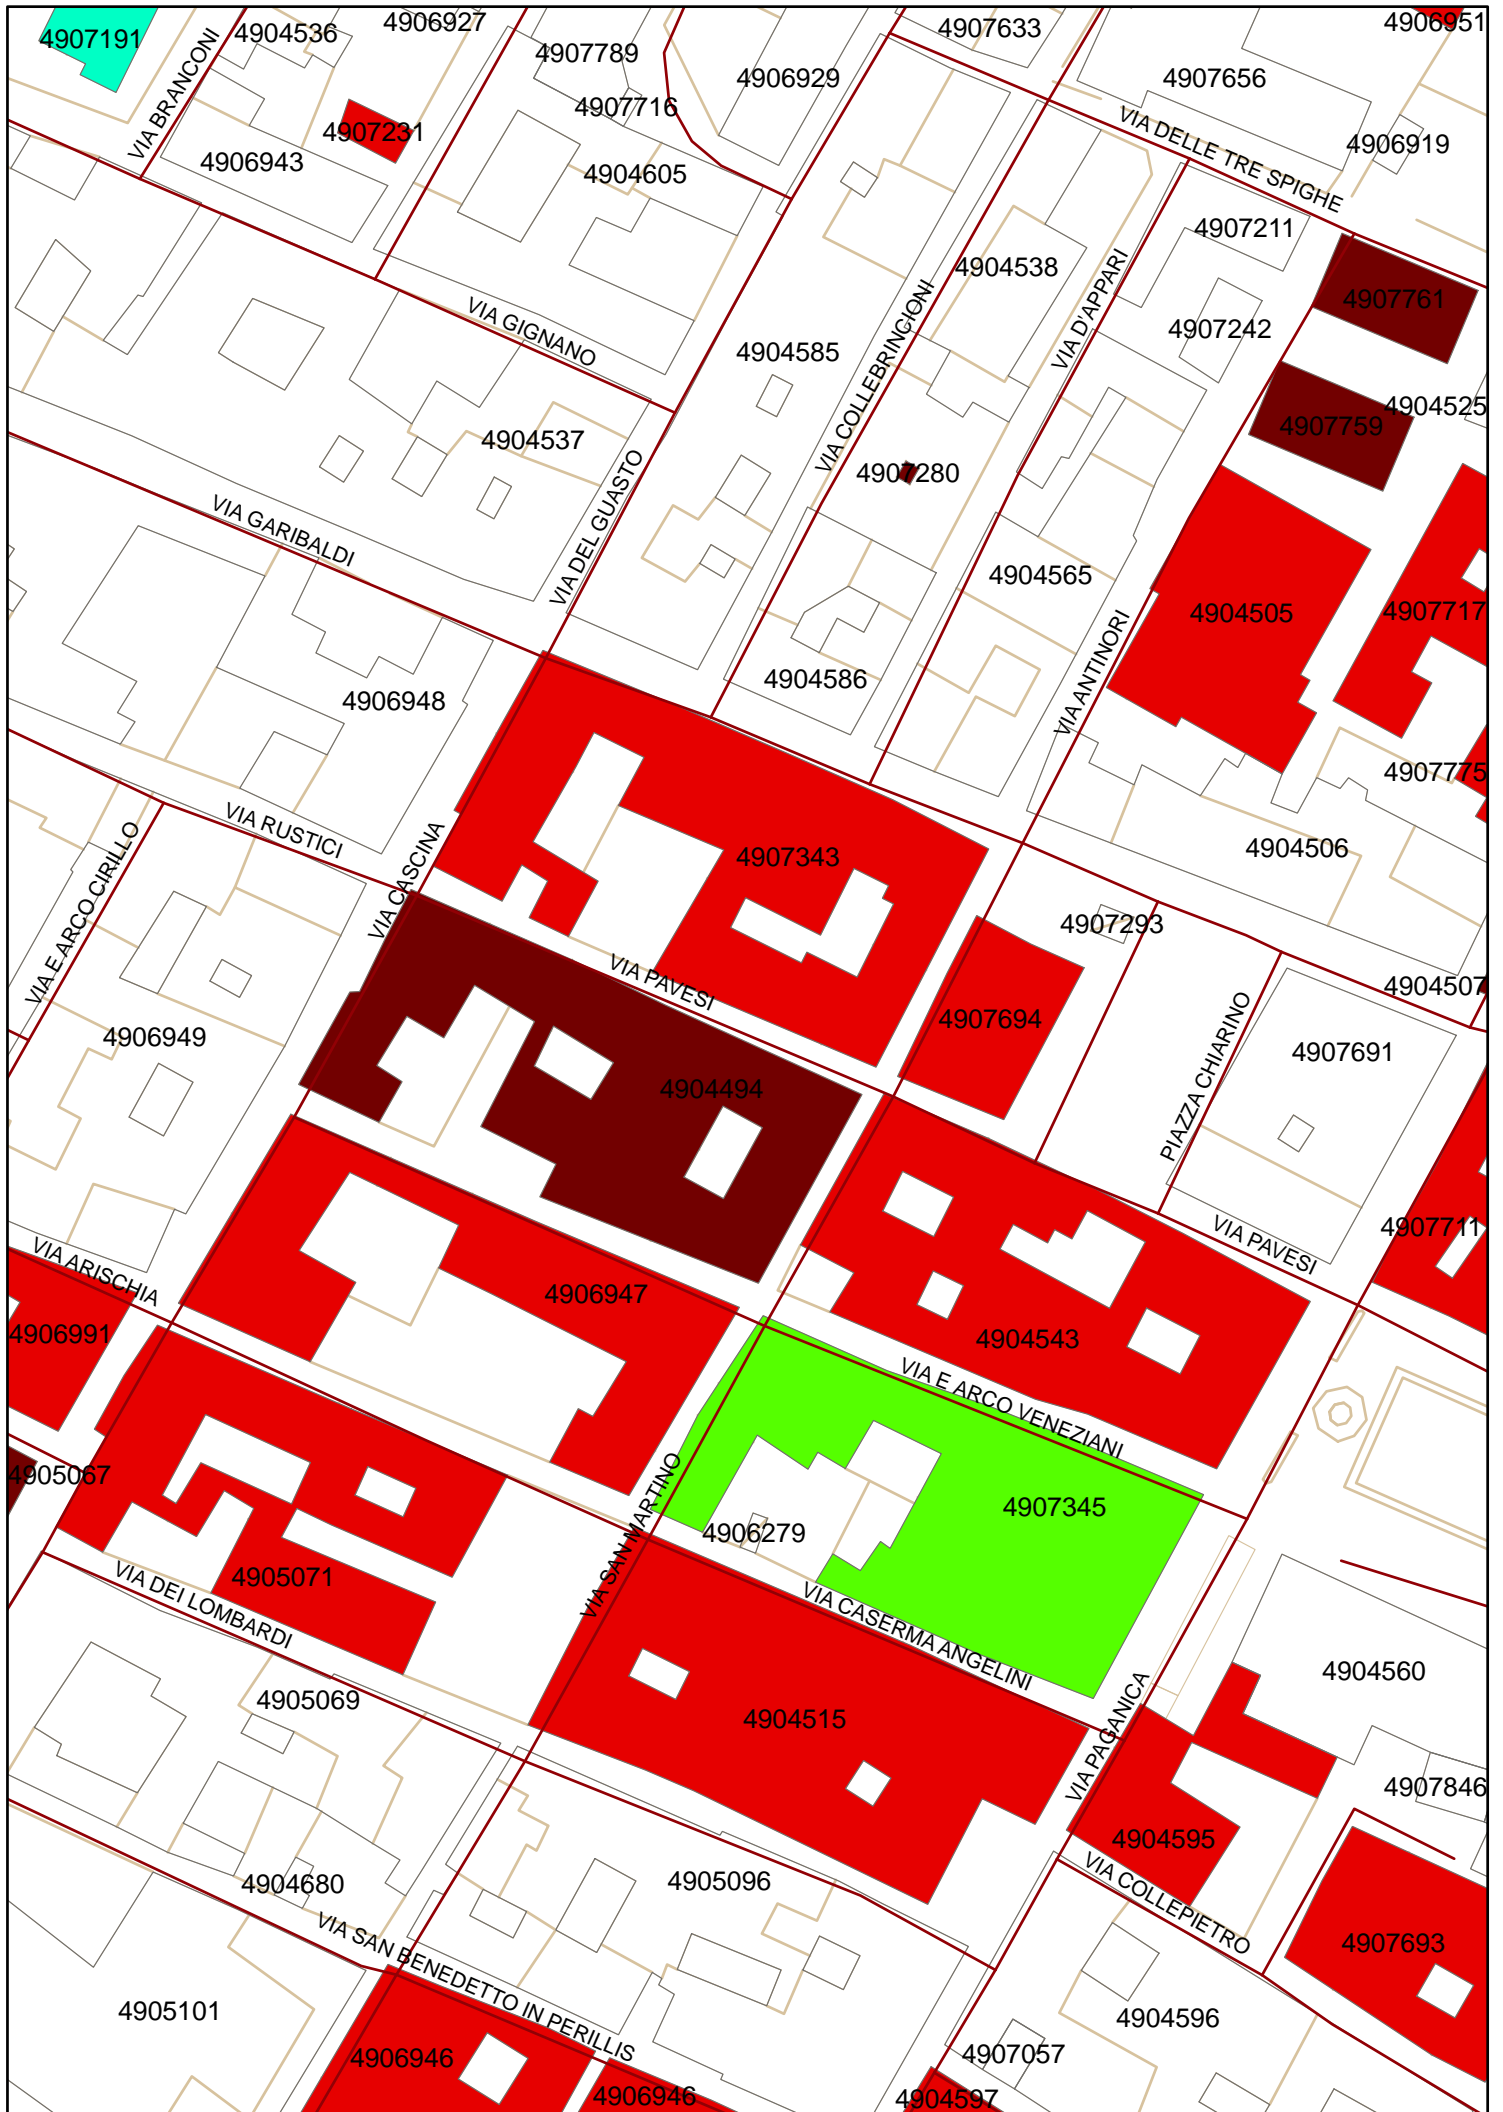 4907191
4904536
4906927
4907789
4907716
4906929
4907633
4907656
4906951
4906919
VIA BRANCONI
4906943
4907231
4904605
VIA DELLE TRE SPIGHE
4907211
4904538
VIA D'APPARI
4907242
4907761
4904525
4907759
VIA GIGNANO
4904585
VIA COLLEBRINCIONI
4904537
4907280
VIA GARIBALDI
VIA DEL GUASTO
4904565
4904505
4907717
4906948
4904586
VIA ANTINORI
4907775
VIA RUSTICI
VIA CASCINA
4907343
4904506
VIA E ARCO CIRILLO
4907293
4904507
VIA PAVESI
4907694
4906949
PIAZZA CHIARINO
4907691
4904494
VIA ARISCHIA
4906947
4904543
VIA PAVESI
4907711
4906991
VIA E ARCO VENEZIANI
4905067
VIA SAN MARTINO
4906279
4907345
4905071
VIA DEI LOMBARDI
VIA CASERMA ANGELINI
4905069
4904515
VIA PAGANICA
4904560
4907846
4904595
4904680
4905096
VIA COLLEPIETRO
4907693
VIA SAN BENEDETTO IN PERILLIS
4905101
4904596
4906946
4907057
4906946
4904597